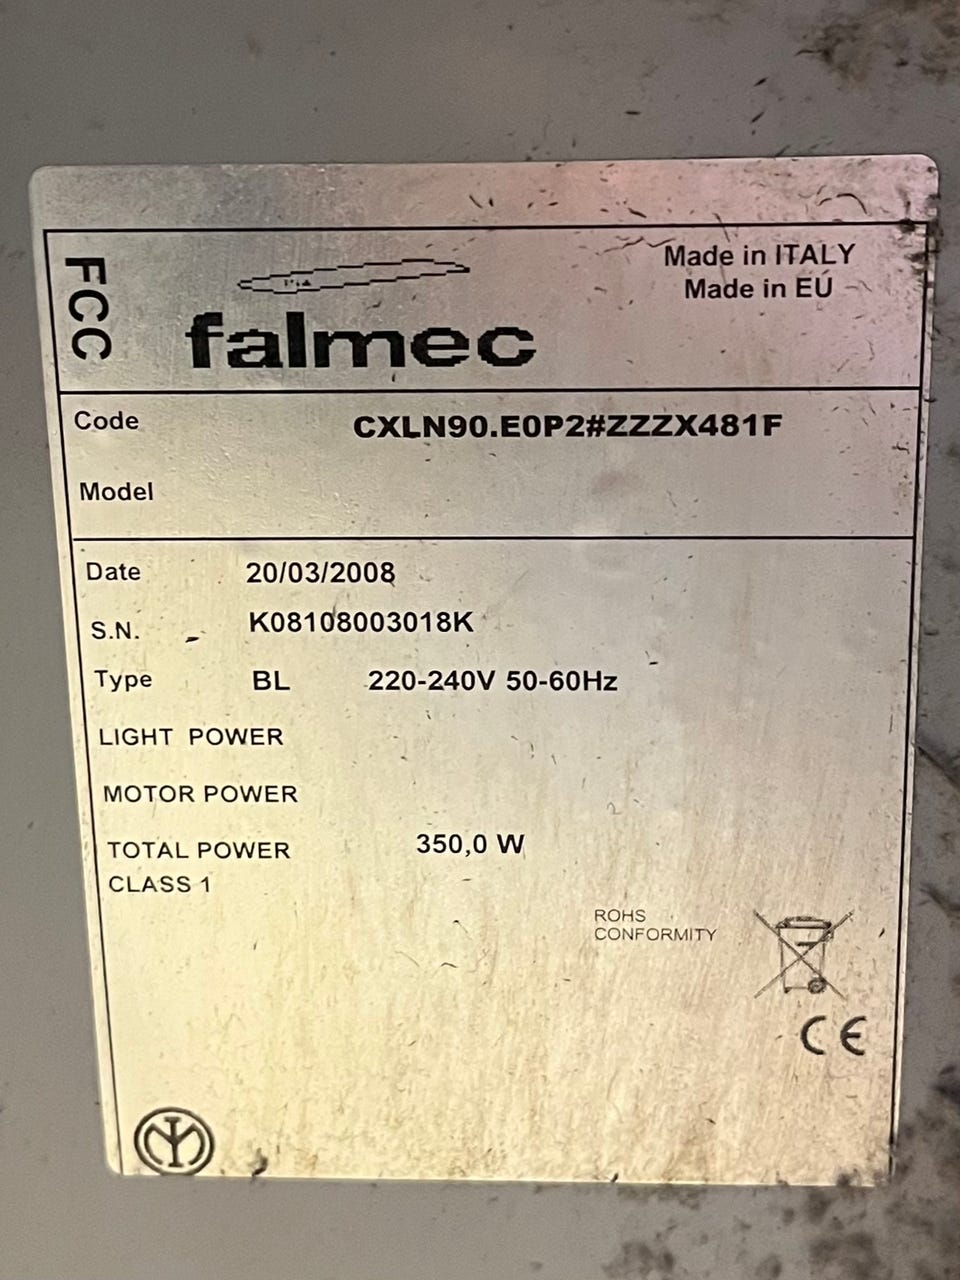 FCC
falmec
Made in ITALY
Made in EU
Code CXLN90.E0P2#ZZZX481F
Model
Date 20/03/2008
S.N. K08108003018K
Type BL 220-240V 50-60Hz
LIGHT POWER
MOTOR POWER
TOTAL POWER 350,0 W
CLASS 1
ROHS
CONFORMITY
CE